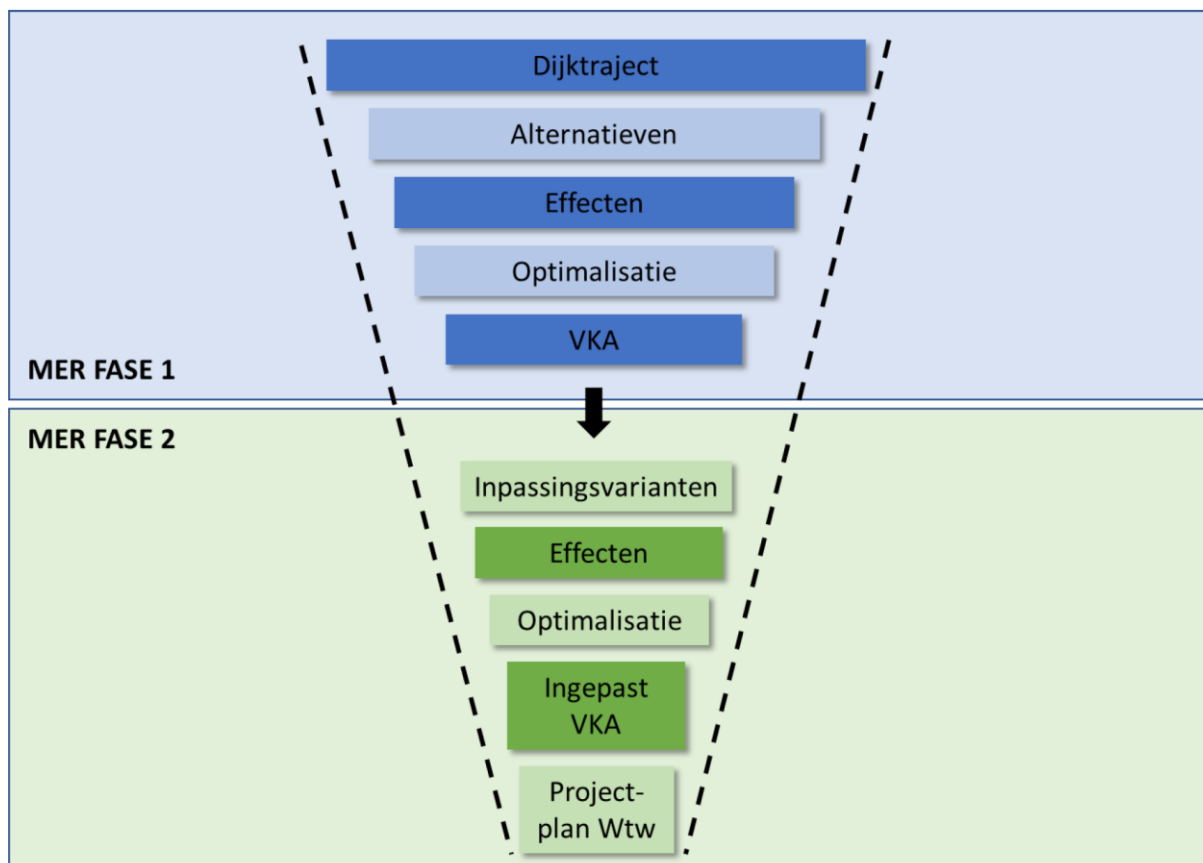 Dijktraject
Alternatieven
Effecten
Optimalisatie
VKA
MER FASE 1
MER FASE 2
Inpassingsvarianten
Effecten
Optimalisatie
Ingepast
VKA
Project-
plan Wtw